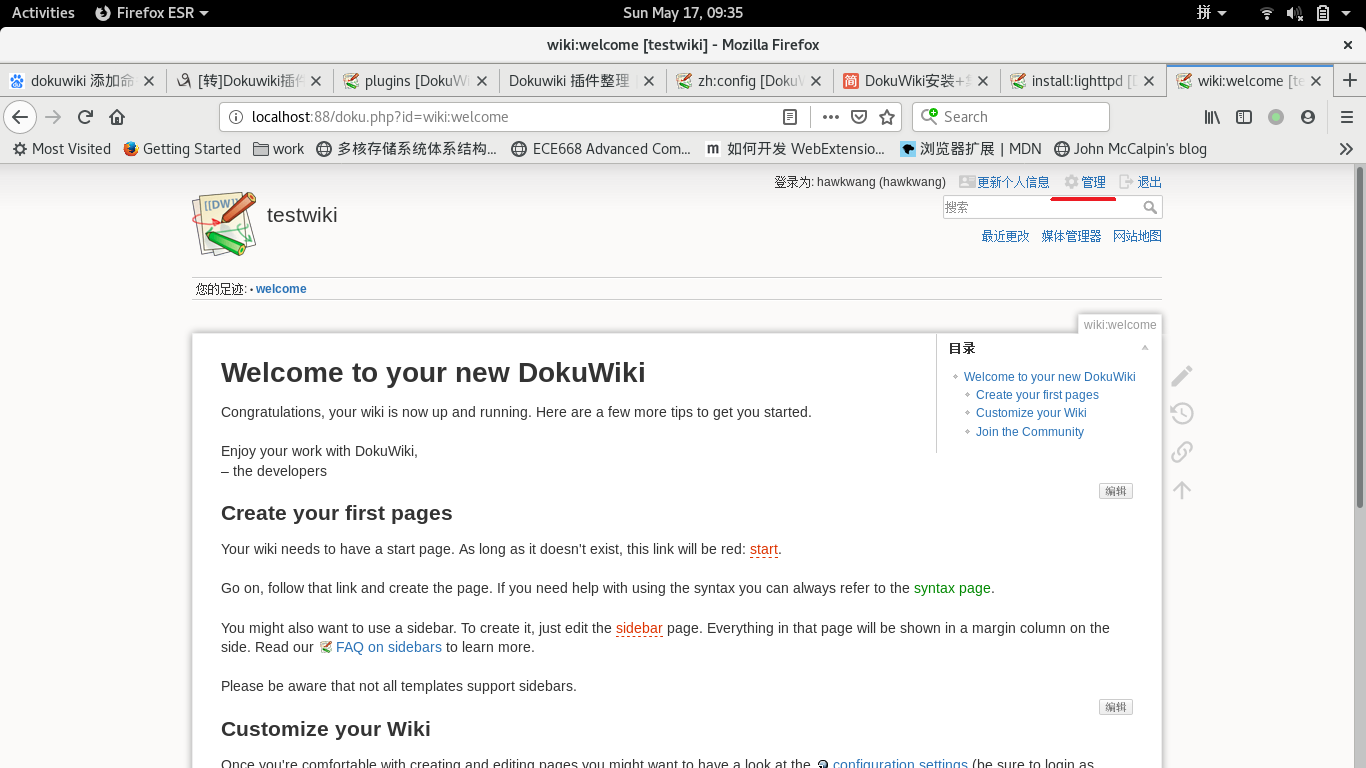 Activities Firefox ESR Sun May 17, 09:35 拼
wiki:welcome [testwiki] - Mozilla Firefox
dokuwiki 添加命 [转]Dokuwiki插件 plugins [DokuWi Dokuwiki 插件整理 zh:config [DokuW DokuWiki安装+ install:lighttpd [D wiki:welcome [te
localhost:88/doku.php?id=wiki:welcome Search
Most Visited Getting Started work 多核存储系统体系结构... ECE668 Advanced Com... m 如何开发 WebExtensio... 浏览器扩展 | MDN John McCalpin's blog
登录为: hawkwang (hawkwang) 更新个人信息 管理 退出
[[DW]] testwiki
搜索
最近更改 媒体管理器 网站地图
您的足迹: • welcome
wiki:welcome
目录
Welcome to your new DokuWiki
Create your first pages
Customize your Wiki
Join the Community
Welcome to your new DokuWiki
Congratulations, your wiki is now up and running. Here are a few more tips to get you started.
Enjoy your work with DokuWiki,
– the developers
编辑
Create your first pages
Your wiki needs to have a start page. As long as it doesn't exist, this link will be red: start.
Go on, follow that link and create the page. If you need help with using the syntax you can always refer to the syntax page.
You might also want to use a sidebar. To create it, just edit the sidebar page. Everything in that page will be shown in a margin column on the
side. Read our FAQ on sidebars to learn more.
Please be aware that not all templates support sidebars.
编辑
Customize your Wiki
Once you're comfortable with creating and editing pages you might want to have a look at the configuration settings (be sure to login as